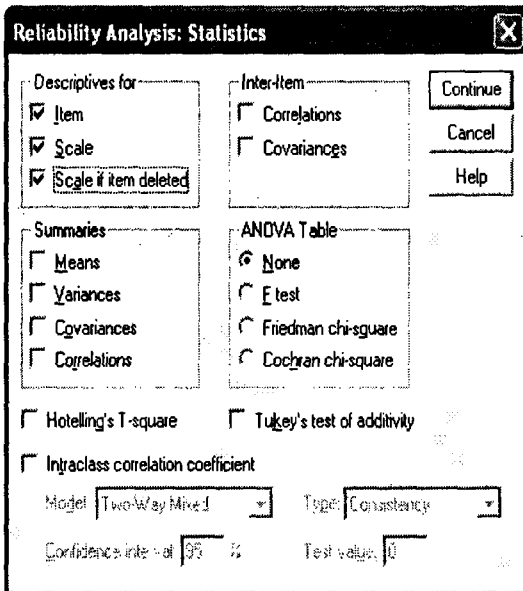 Reliability Analysis: Statistics
Descriptives for
Item
Scale
Scale if item deleted
Inter-Item
Correlations
Covariances
Continue
Cancel
Help
Summaries
Means
Variances
Covariances
Correlations
ANOVA Table
None
F test
Friedman chi-square
Cochran chi-square
Hotelling's T-square
Tukey's test of additivity
Intraclass correlation coefficient
Model: Two-Way Mixed
Type: Consistency
Confidence interval: 95 %
Test value: 0